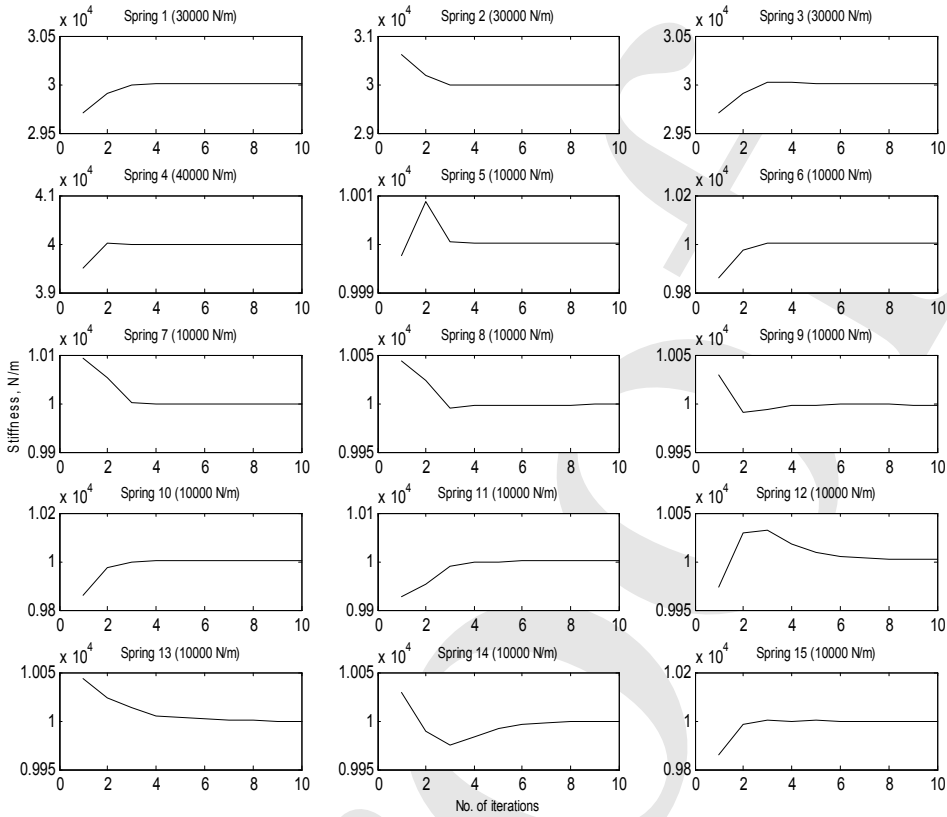 x 10^4 Spring 1 (30000 N/m)
3.05
3
2.95
0 2 4 6 8 10
x 10^4 Spring 2 (30000 N/m)
3.1
3
2.9
0 2 4 6 8 10
x 10^4 Spring 3 (30000 N/m)
3.05
3
2.95
0 2 4 6 8 10
x 10^4 Spring 4 (40000 N/m)
4.1
4
3.9
0 2 4 6 8 10
x 10^4 Spring 5 (10000 N/m)
1.001
1
0.999
0 2 4 6 8 10
x 10^4 Spring 6 (10000 N/m)
1.02
1
0.98
0 2 4 6 8 10
x 10^4 Spring 7 (10000 N/m)
1.01
1
0.99
0 2 4 6 8 10
x 10^4 Spring 8 (10000 N/m)
1.005
1
0.995
0 2 4 6 8 10
x 10^4 Spring 9 (10000 N/m)
1.005
1
0.995
0 2 4 6 8 10
Stiffness, N/m
x 10^4 Spring 10 (10000 N/m)
1.02
1
0.98
0 2 4 6 8 10
x 10^4 Spring 11 (10000 N/m)
1.01
1
0.99
0 2 4 6 8 10
x 10^4 Spring 12 (10000 N/m)
1.005
1
0.995
0 2 4 6 8 10
x 10^4 Spring 13 (10000 N/m)
1.005
1
0.995
0 2 4 6 8 10
x 10^4 Spring 14 (10000 N/m)
1.005
1
0.995
0 2 4 6 8 10
x 10^4 Spring 15 (10000 N/m)
1.02
1
0.98
0 2 4 6 8 10
No. of iterations